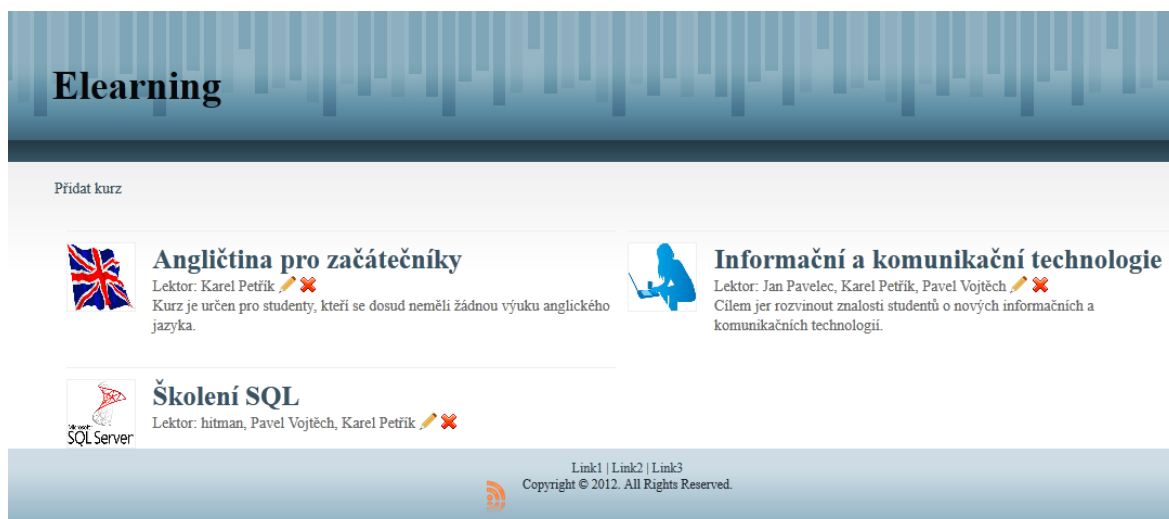 Elearning
Přidat kurz
Angličtina pro začátečníky
Lektor: Karel Petřík
Kurz je určen pro studenty, kteří se dosud neměli žádnou výuku anglického
jazyka.
Informační a komunikační technologie
Lektor: Jan Pavelec, Karel Petřík, Pavel Vojtěch
Cílem jer rozvinout znalosti studentů o nových informačních a
komunikačních technologií.
Microsoft
SQL Server
Školení SQL
Lektor: hitman, Pavel Vojtěch, Karel Petřík
Link1 | Link2 | Link3
Copyright © 2012. All Rights Reserved.